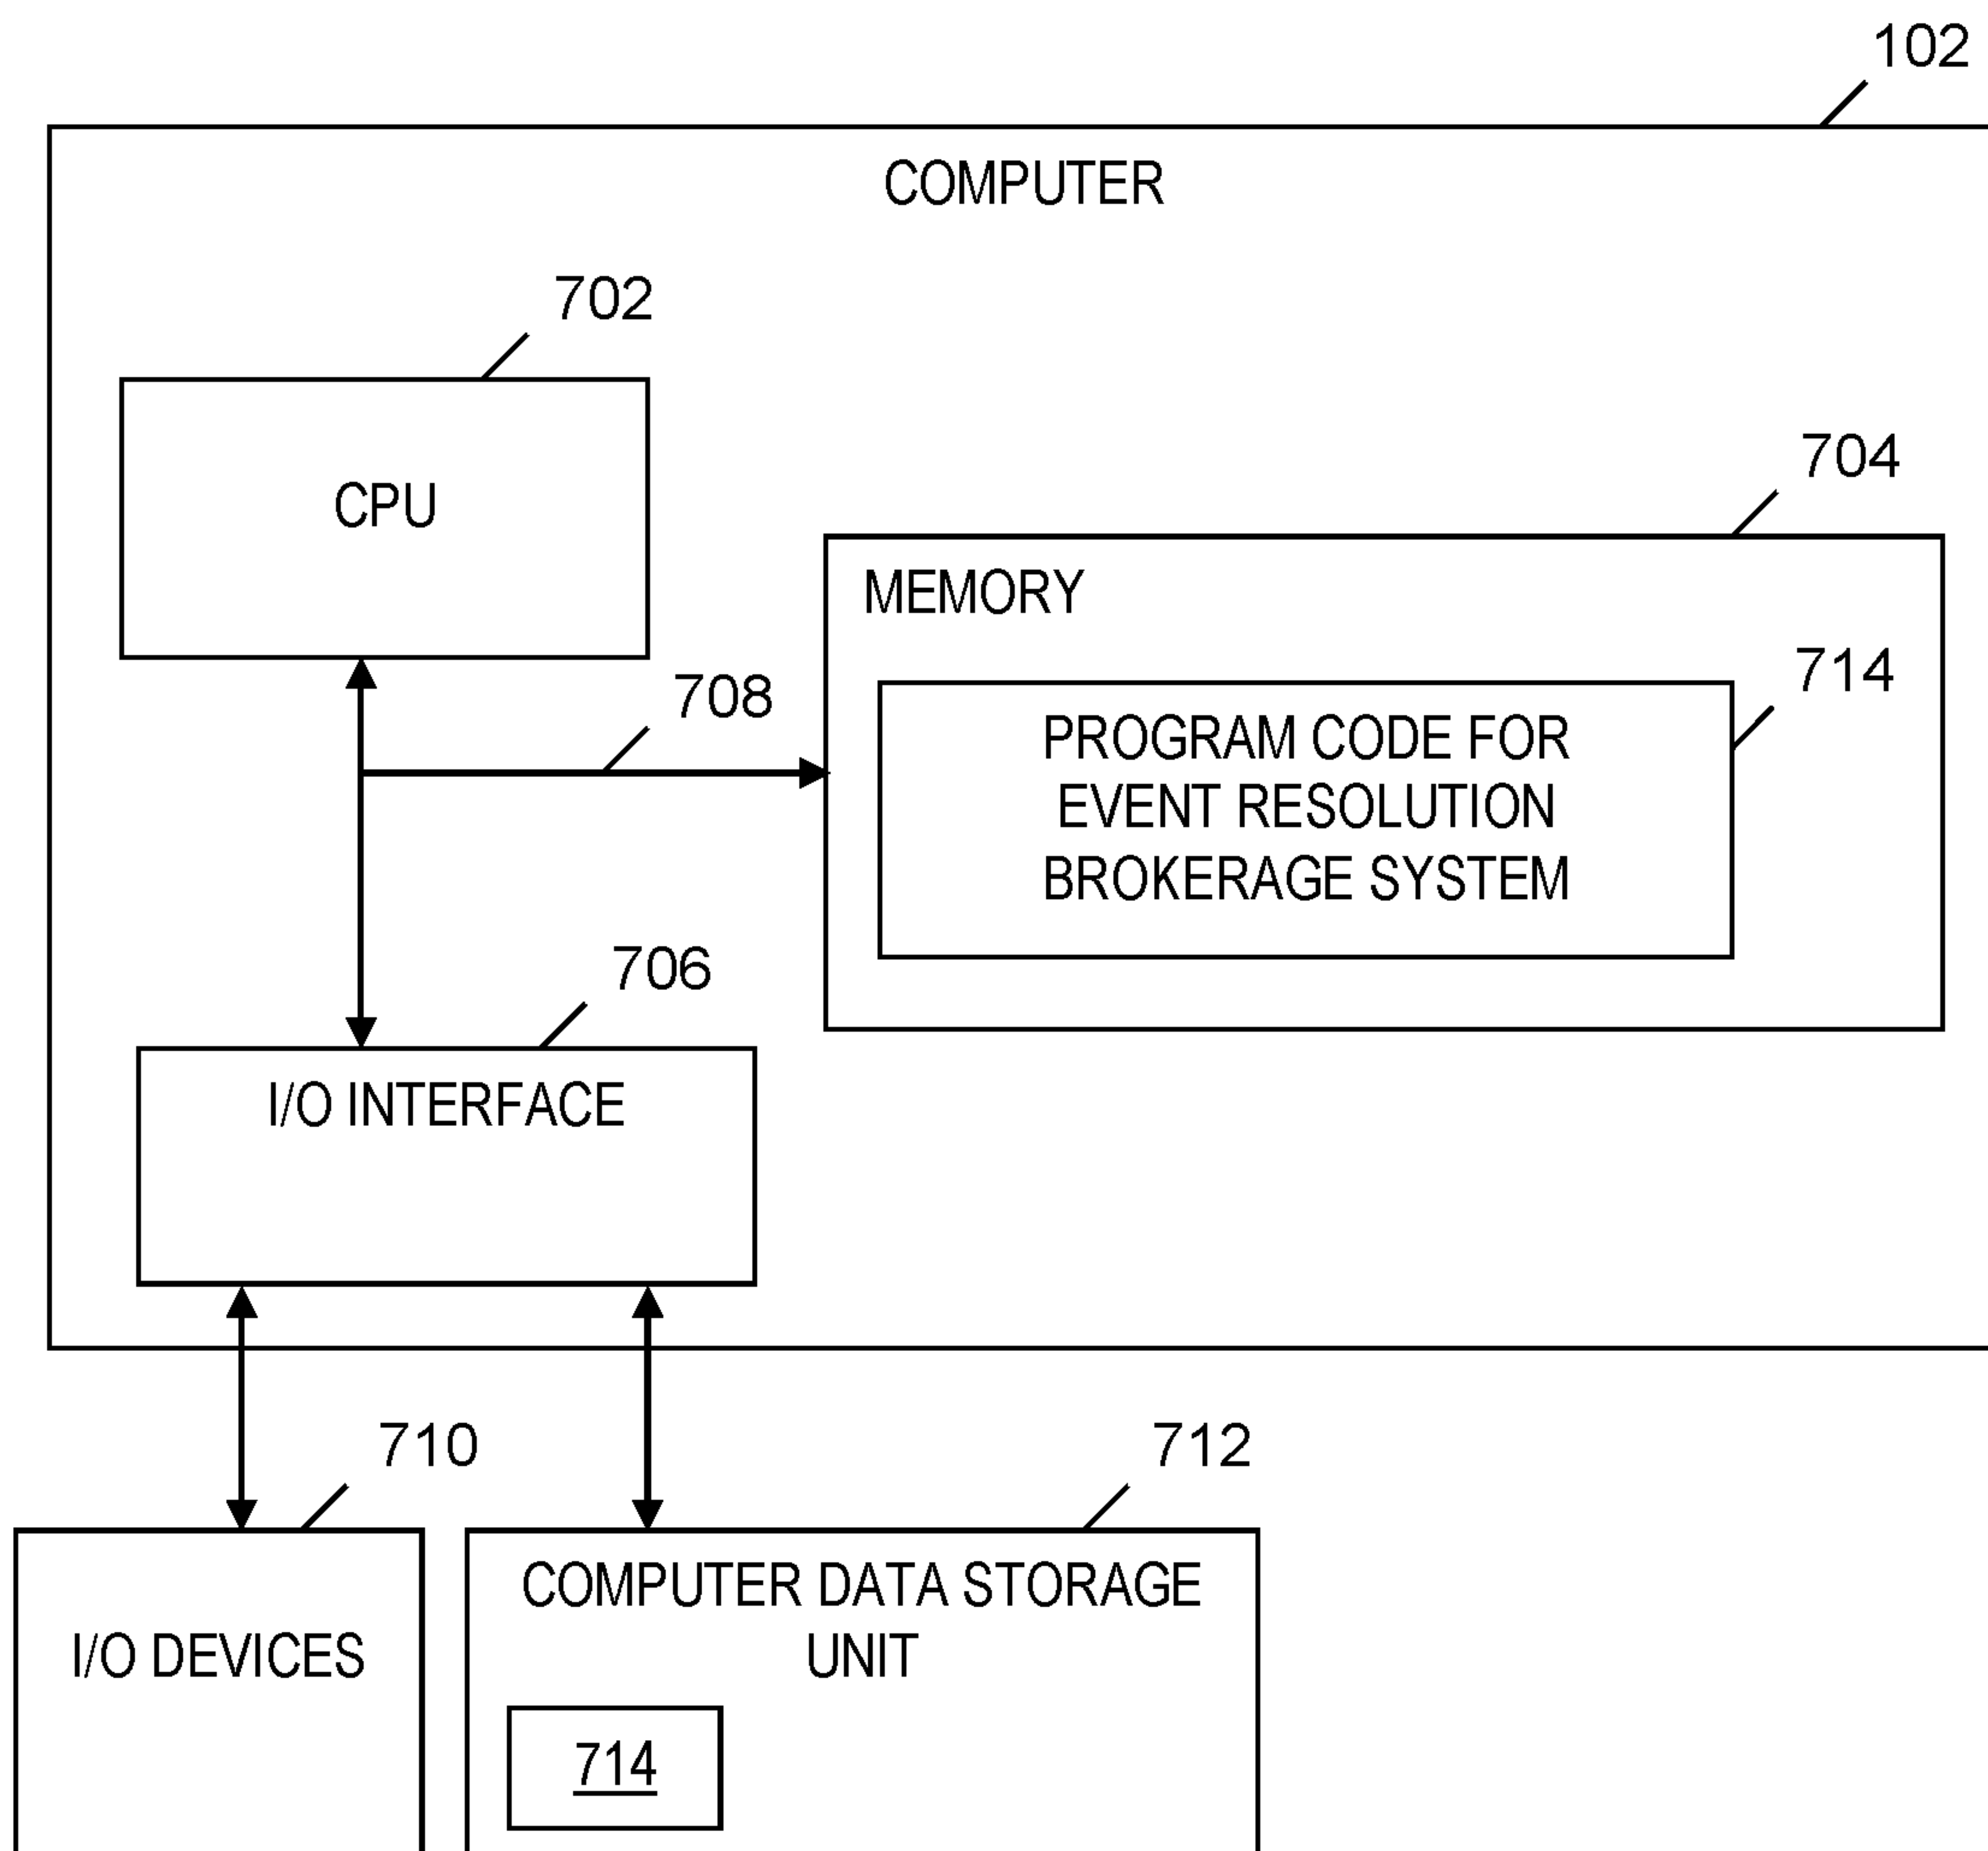 102
COMPUTER
702
CPU
704
MEMORY
714
708
PROGRAM CODE FOR
EVENT RESOLUTION
BROKERAGE SYSTEM
706
I/O INTERFACE
710
712
COMPUTER DATA STORAGE
UNIT
I/O DEVICES
714